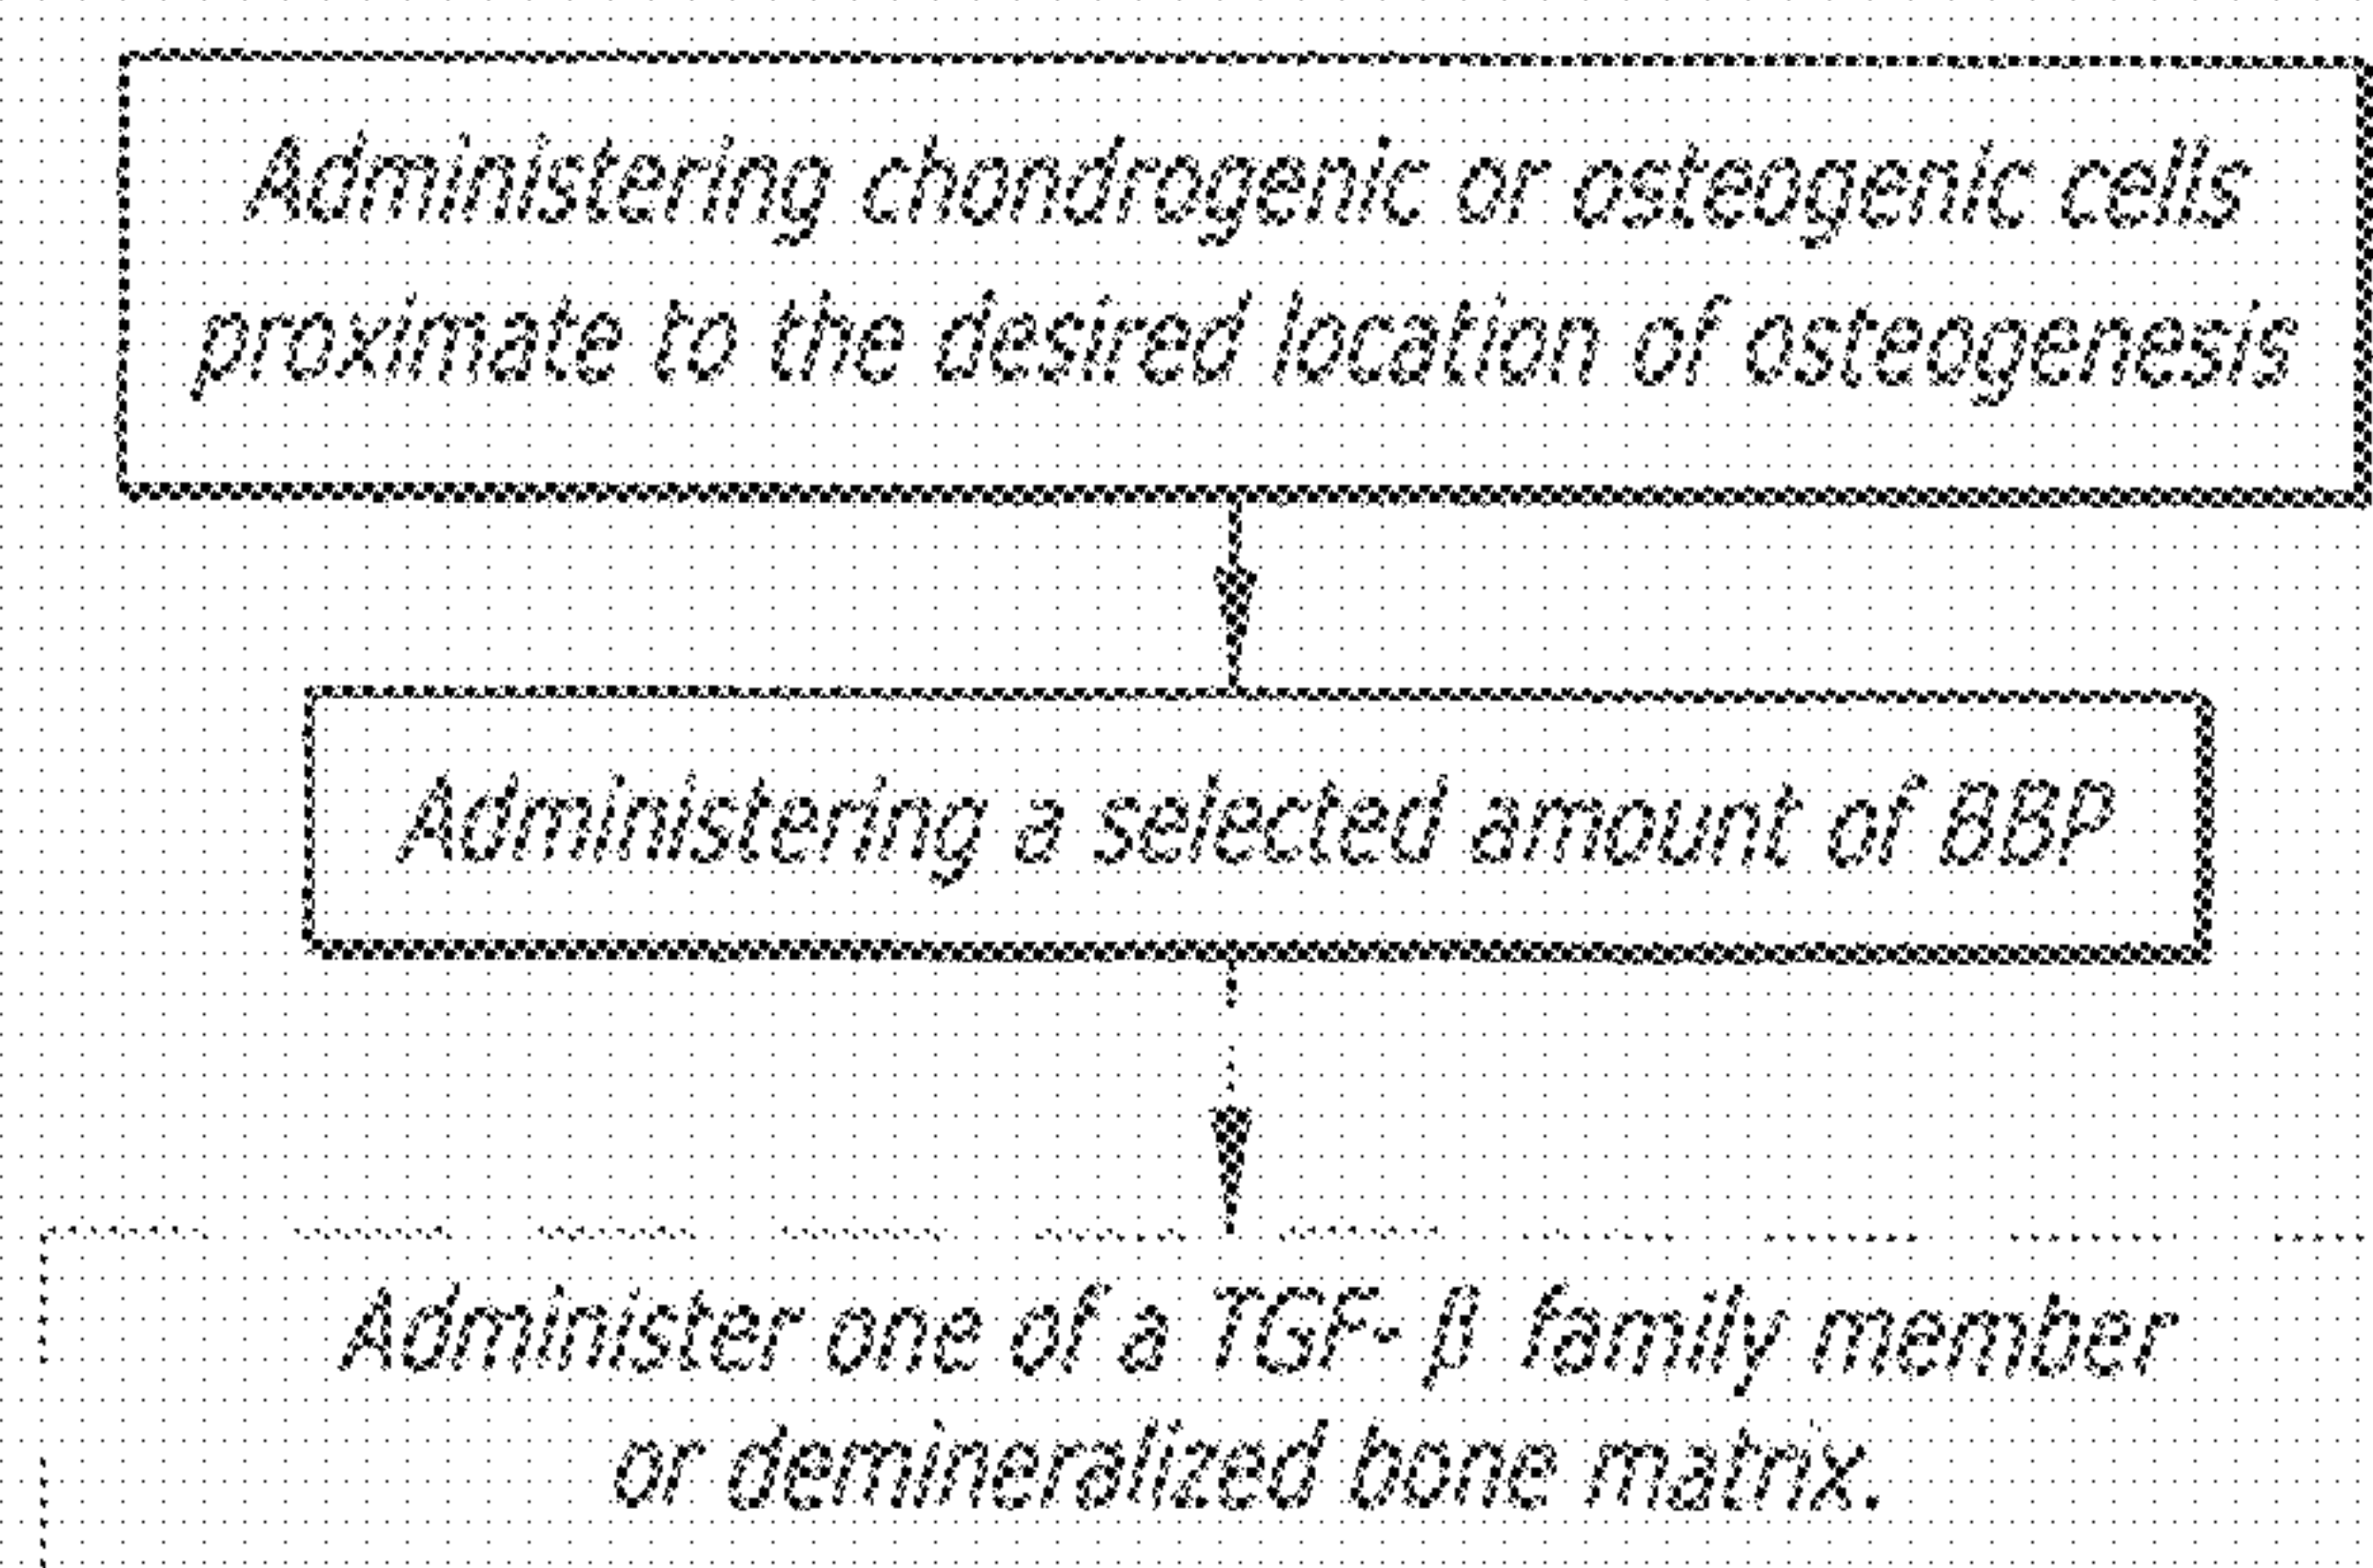 Administering chondrogenic or osteogenic cells
proximate to the desired location of osteogenesis
Administering a selected amount of BBP
Administer one of a TGF- β family member
or demineralized bone matrix.